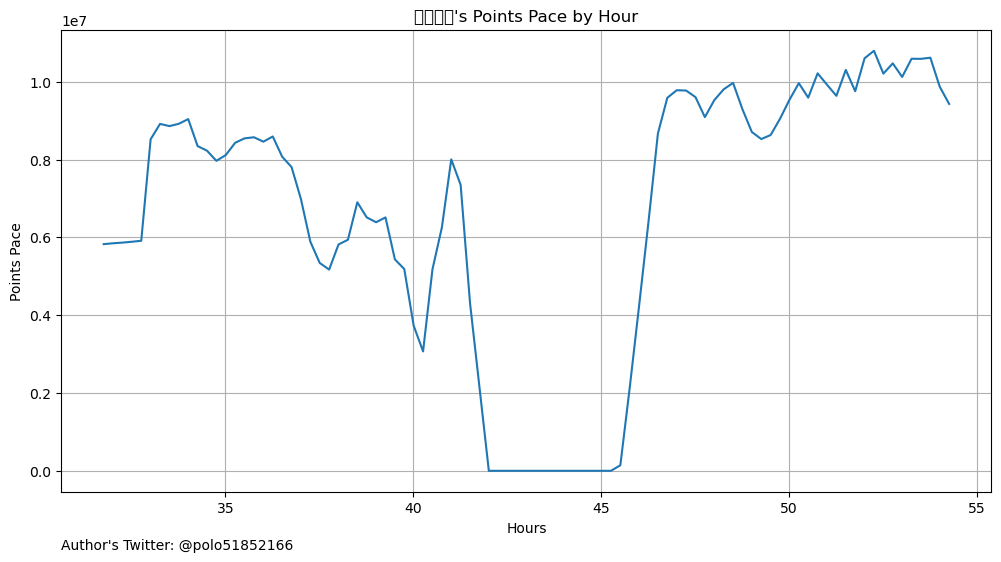 's Points Pace by Hour
1e7
Points Pace
1.0
0.8
0.6
0.4
0.2
0.0
35 40 45 50 55
Hours
Author's Twitter: @polo51852166